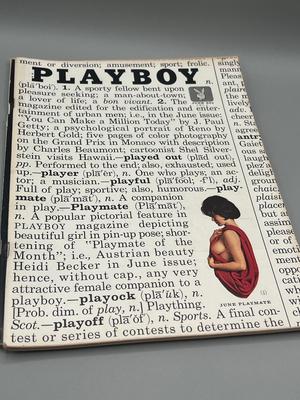 ment or diversion; amusement; sport; frolic.
PLAYBOY
(plā′boi′). 1. A sporty fellow bent upon
pleasure seeking; a man-about-town;
a lover of life; a bon vivant. 2. The
magazine edited for the edification and enter-
tainment of urban men; i.e., in the June issue:
"You Can Make a Million Today" by J. Paul
Getty; a psychological portrait of Reno by
Herbert Gold; five pages of color photographs
on the Grand Prix in Monaco with description
by Charles Beaumont; cartoonist Shel Silver-
stein visits Hawaii.—played out (plād out),
pp. Performed to the end; also, exhausted; used
up.—player (plā′ẽr), n. One who plays; an ac-
tor; a musician.—playful (plā′fool; -f'l), adj.
Full of play; sportive; also, humorous.—play-
mate (plā′māt′), n. A companion
in play.—Playmate (Plā′māt′),
n. A popular pictorial feature in
PLAYBOY magazine depicting
beautiful girl in pin-up pose; shor-
tening of "Playmate of the
Month"; i.e., Austrian beauty
Heidi Becker in June issue;
hence, without cap., any very
attractive female companion to a
playboy.—playock (plā′ŭk), n.
[Prob. dim. of play, n.] Plaything.
Scot.—playoff (plā′ôf′), n. Sports. A final con-
test or series of contests to determine the
JUNE PLAYMATE